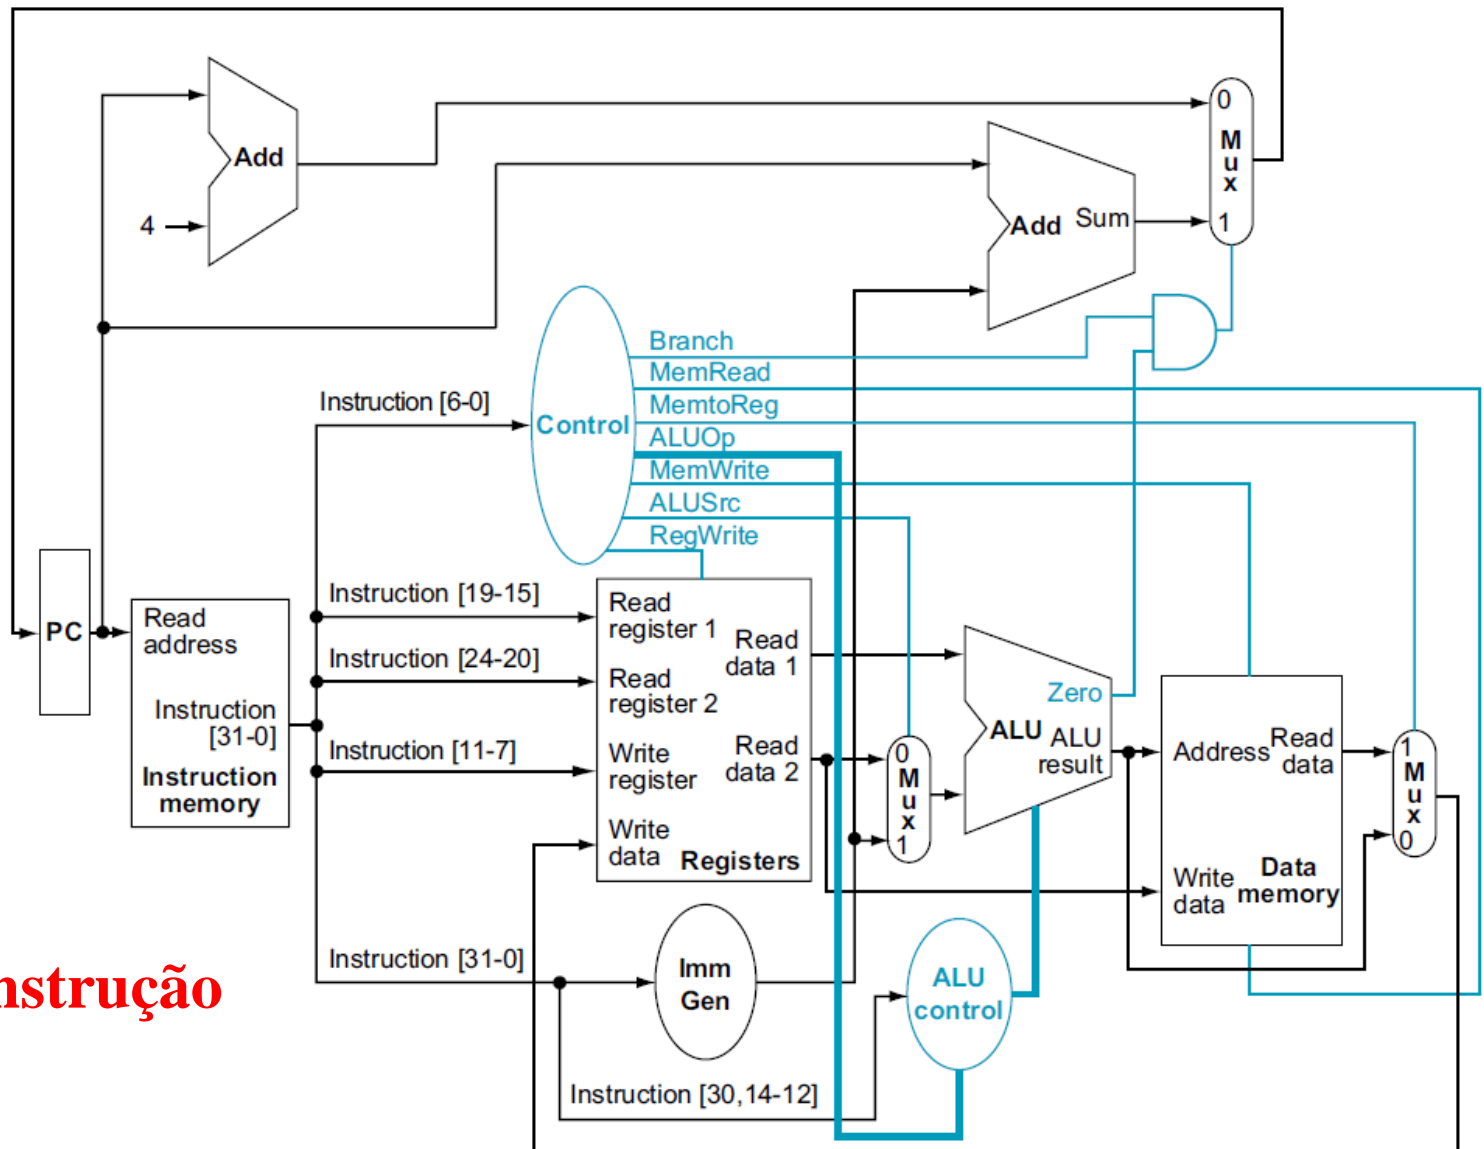 0
M
u
x
1
Add
4
Add
Sum
Branch
MemRead
MemtoReg
ALUOp
MemWrite
ALUSrc
RegWrite
Control
Instruction [6-0]
PC
Read
address
Instruction
[31-0]
Instruction
memory
Instruction [19-15]
Instruction [24-20]
Instruction [11-7]
Read
register 1
Read
register 2
Write
register
Write
data
Read
data 1
Read
data 2
Registers
0
M
u
x
1
Zero
ALU
ALU
result
Address
Read
data
Write
data
Data
memory
1
M
u
x
0
Instruction [31-0]
Imm
Gen
ALU
control
Instruction [30,14-12]
nstrução